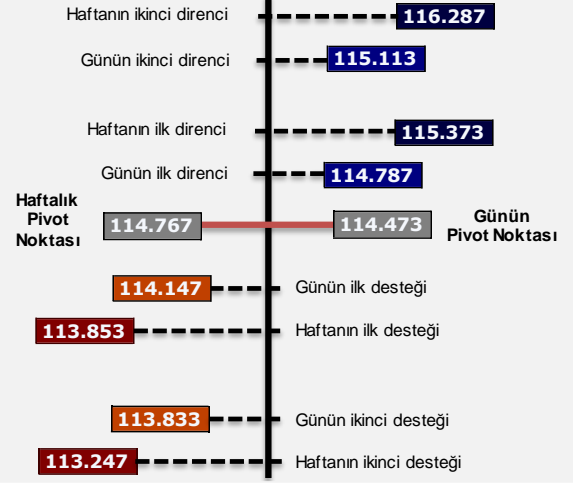 Haftanın ikinci direnci 116.287
Günün ikinci direnci 115.113
Haftanın ilk direnci 115.373
Günün ilk direnci 114.787
Haftalık
Pivot
Noktası
114.767 114.473
Günün
Pivot Noktası
114.147 Günün ilk desteği
113.853 Haftanın ilk desteği
113.833 Günün ikinci desteği
113.247 Haftanın ikinci desteği